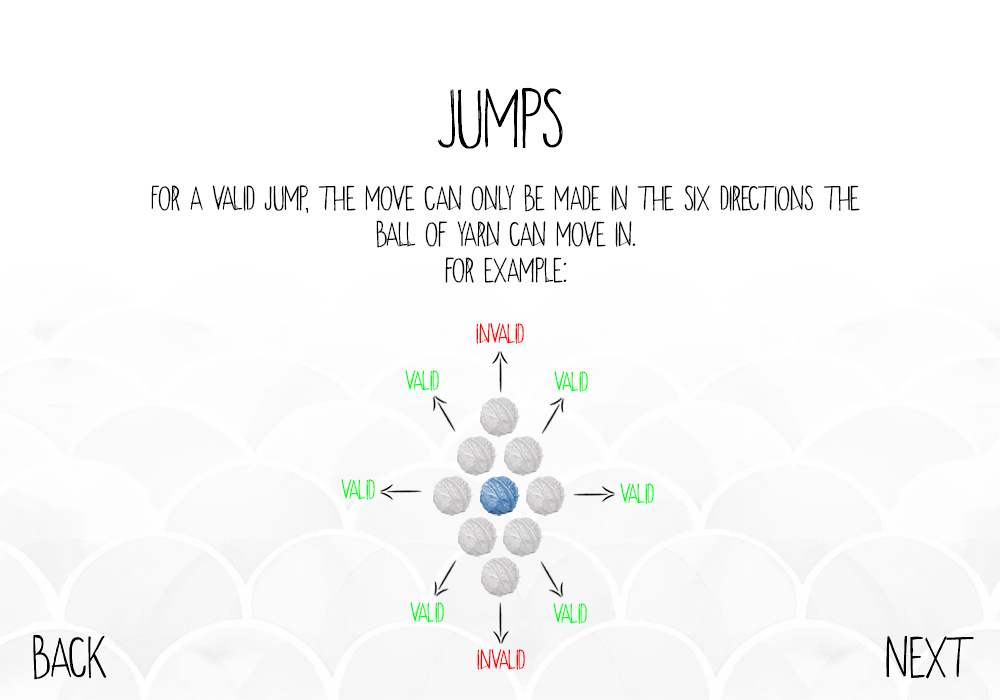 JUMPS
FOR A VALID JUMP, THE MOVE CAN ONLY BE MADE IN THE SIX DIRECTIONS THE
BALL OF YARN CAN MOVE IN.
FOR EXAMPLE:
INVALID
VALID
VALID
VALID
VALID
VALID
VALID
INVALID
BACK
NEXT